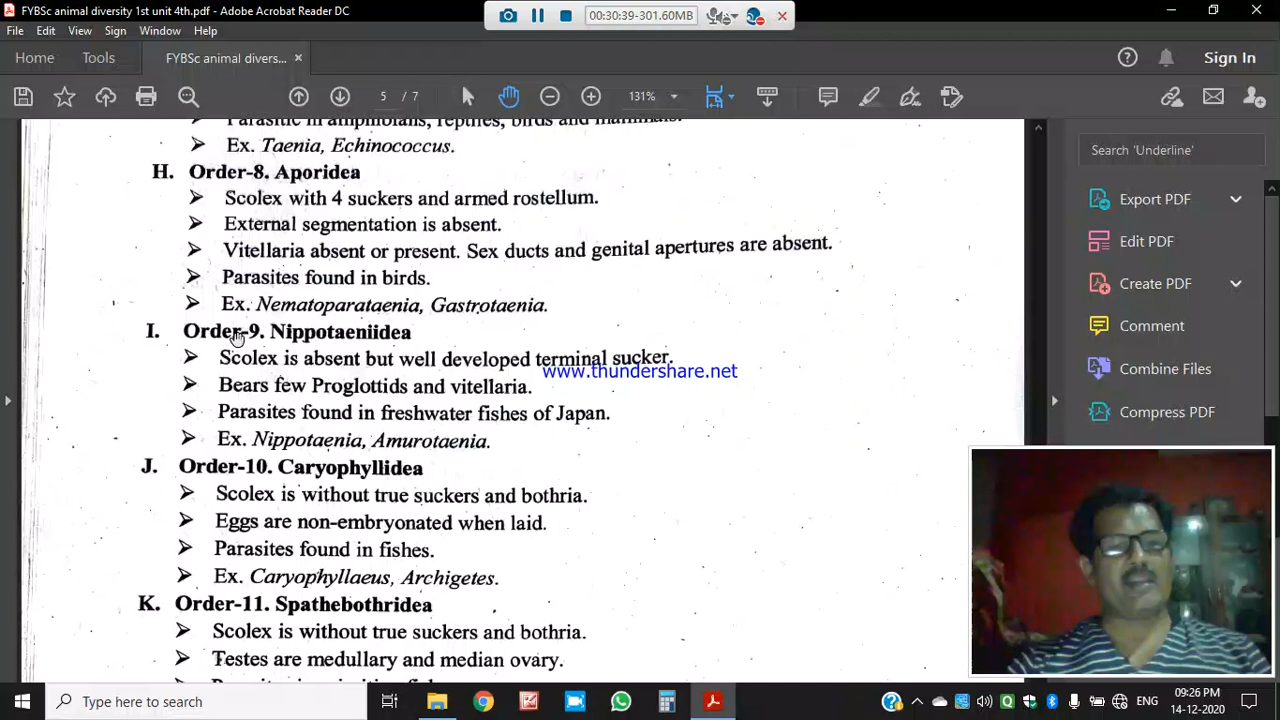 FYBSc animal diversity 1st unit 4th.pdf - Adobe Acrobat Reader DC
00:30:39-301.60MB
File Edit View Sign Window Help
Home Tools FYBSc animal divers... Sign In
5 / 7 131%
Parasitic in amphibians, reptiles, birds and mammals.
Ex. Taenia, Echinococcus.
H. Order-8. Aporidea
Scolex with 4 suckers and armed rostellum.
External segmentation is absent.
Vitellaria absent or present. Sex ducts and genital apertures are absent.
Parasites found in birds.
Ex. Nematoparataenia, Gastrotaenia.
I. Order-9. Nippotaeniidea
Scolex is absent but well developed terminal sucker.
www.thundershare.net
Bears few Proglottids and vitellaria.
Parasites found in freshwater fishes of Japan.
Ex. Nippotaenia, Amurotaenia.
J. Order-10. Caryophyllidea
Scolex is without true suckers and bothria.
Eggs are non-embryonated when laid.
Parasites found in fishes.
Ex. Caryophyllaeus, Archigetes.
K. Order-11. Spathebothridea
Scolex is without true suckers and bothria.
Testes are medullary and median ovary.
Search 'Underline'
Export PDF
Edit PDF
Create PDF
Comment
Combine Files
Compress PDF
Type here to search
ENG
09:26 PM
14-12-2020